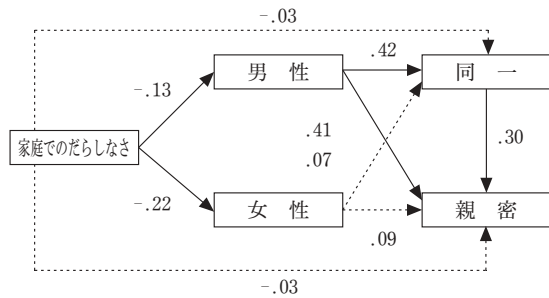 -.03
.42
男 性
同 一
-.13
.41
.30
.07
家庭でのだらしなさ
-.22
女 性
親 密
.09
-.03